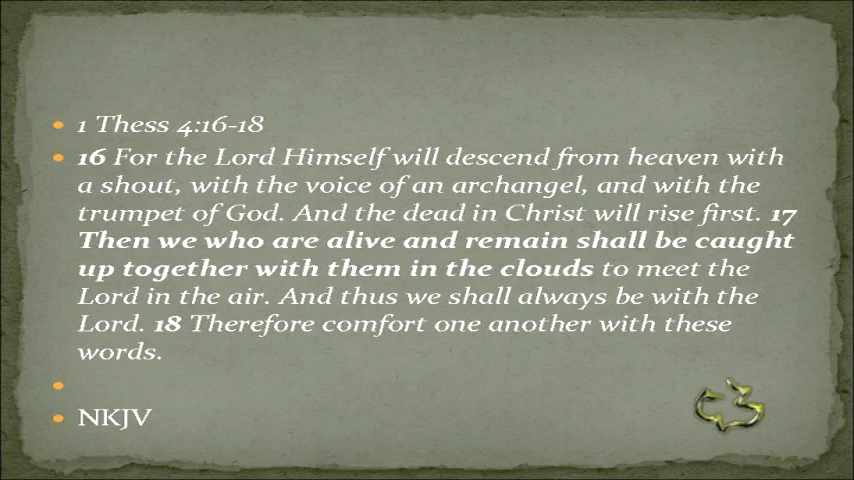 1 Thess 4:16-18
16 For the Lord Himself will descend from heaven with
a shout, with the voice of an archangel, and with the
trumpet of God. And the dead in Christ will rise first. 17
Then we who are alive and remain shall be caught
up together with them in the clouds to meet the
Lord in the air. And thus we shall always be with the
Lord. 18 Therefore comfort one another with these
words.
NKJV